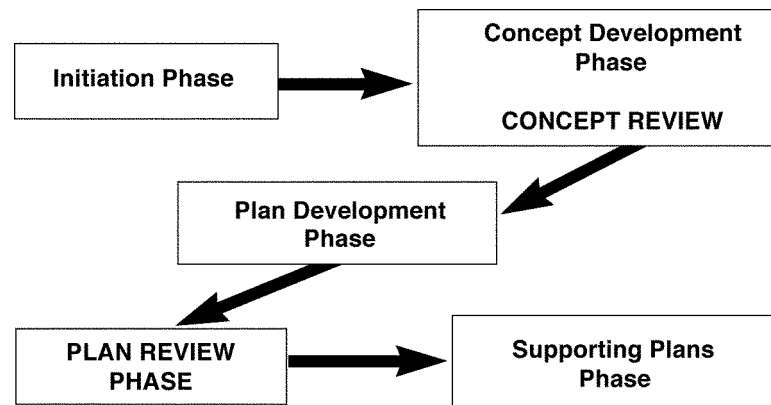 Initiation Phase
Concept Development
Phase
CONCEPT REVIEW
Plan Development
Phase
PLAN REVIEW
PHASE
Supporting Plans
Phase